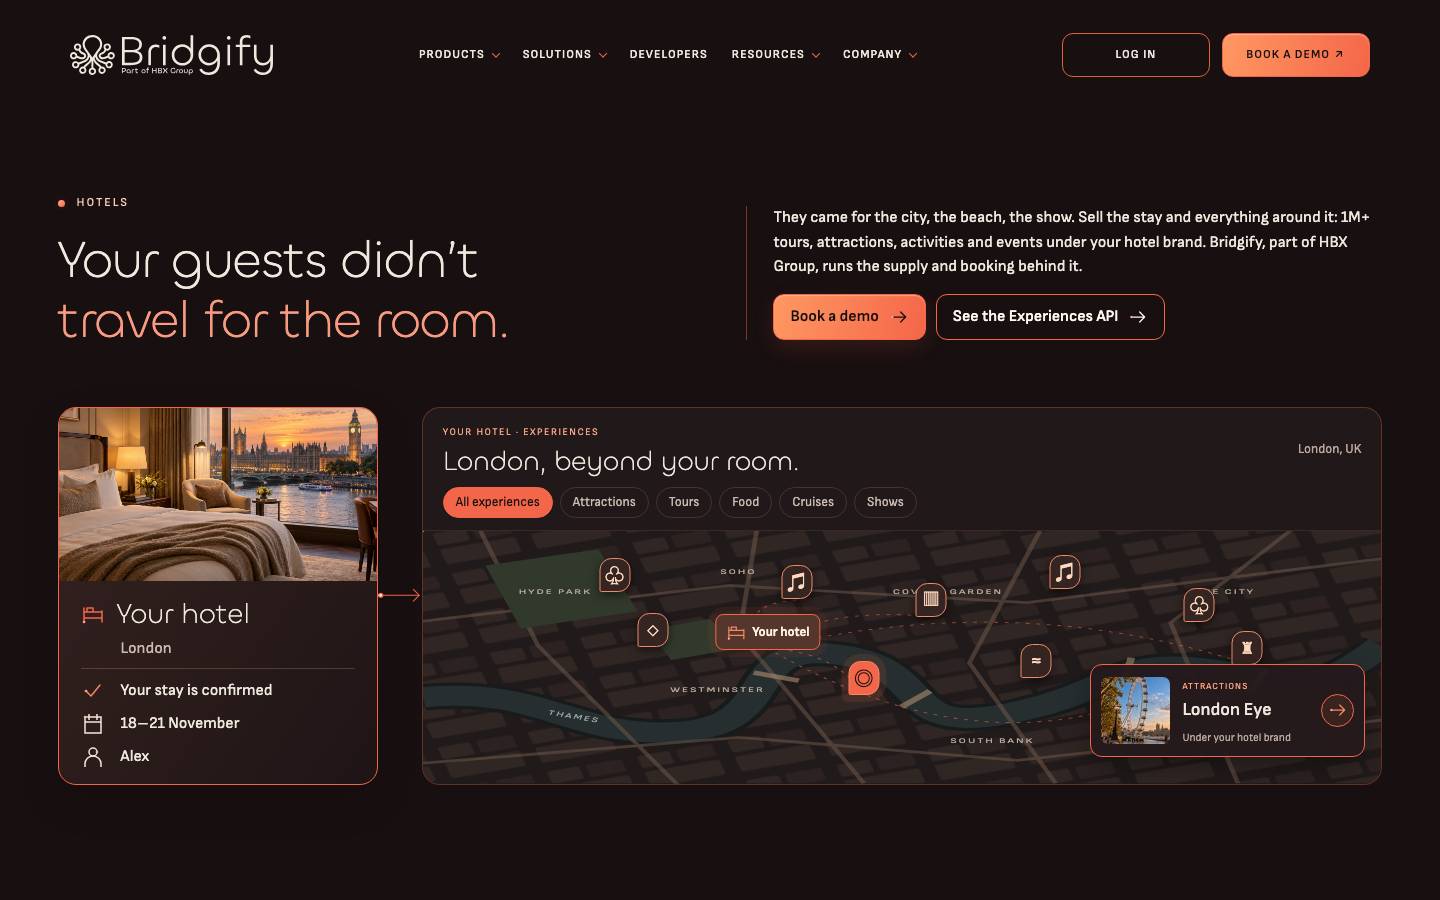 Bridgify
Part of HBX Group
PRODUCTS
SOLUTIONS
DEVELOPERS
RESOURCES
COMPANY
LOG IN
BOOK A DEMO
HOTELS
Your guests didn't
travel for the room.
They came for the city, the beach, the show. Sell the stay and everything around it: 1M+
tours, attractions, activities and events under your hotel brand. Bridgify, part of HBX
Group, runs the supply and booking behind it.
Book a demo
See the Experiences API
Your hotel
London
Your stay is confirmed
18–21 November
Alex
YOUR HOTEL · EXPERIENCES
London, beyond your room.
London, UK
All experiences
Attractions
Tours
Food
Cruises
Shows
HYDE PARK
SOHO
GARDEN
CITY
Your hotel
WESTMINSTER
THAMES
SOUTH BANK
ATTRACTIONS
London Eye
Under your hotel brand